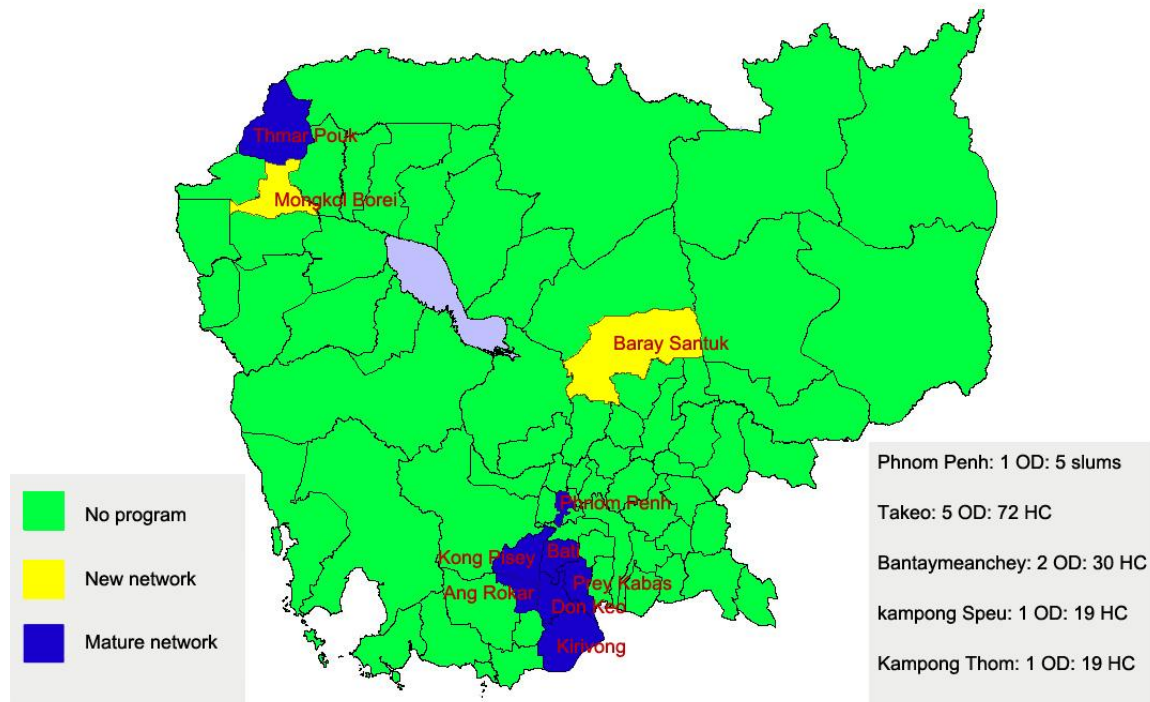 Thmar Pouk
Mongkol Borei
Baray Santuk
Phnom Penh
Kong Pisey
Bati
Prey Kabas
Ang Rokar
Don Keo
Kirivong
No program
New network
Mature network
Phnom Penh: 1 OD: 5 slums
Takeo: 5 OD: 72 HC
Bantaymeanchey: 2 OD: 30 HC
kampong Speu: 1 OD: 19 HC
Kampong Thom: 1 OD: 19 HC